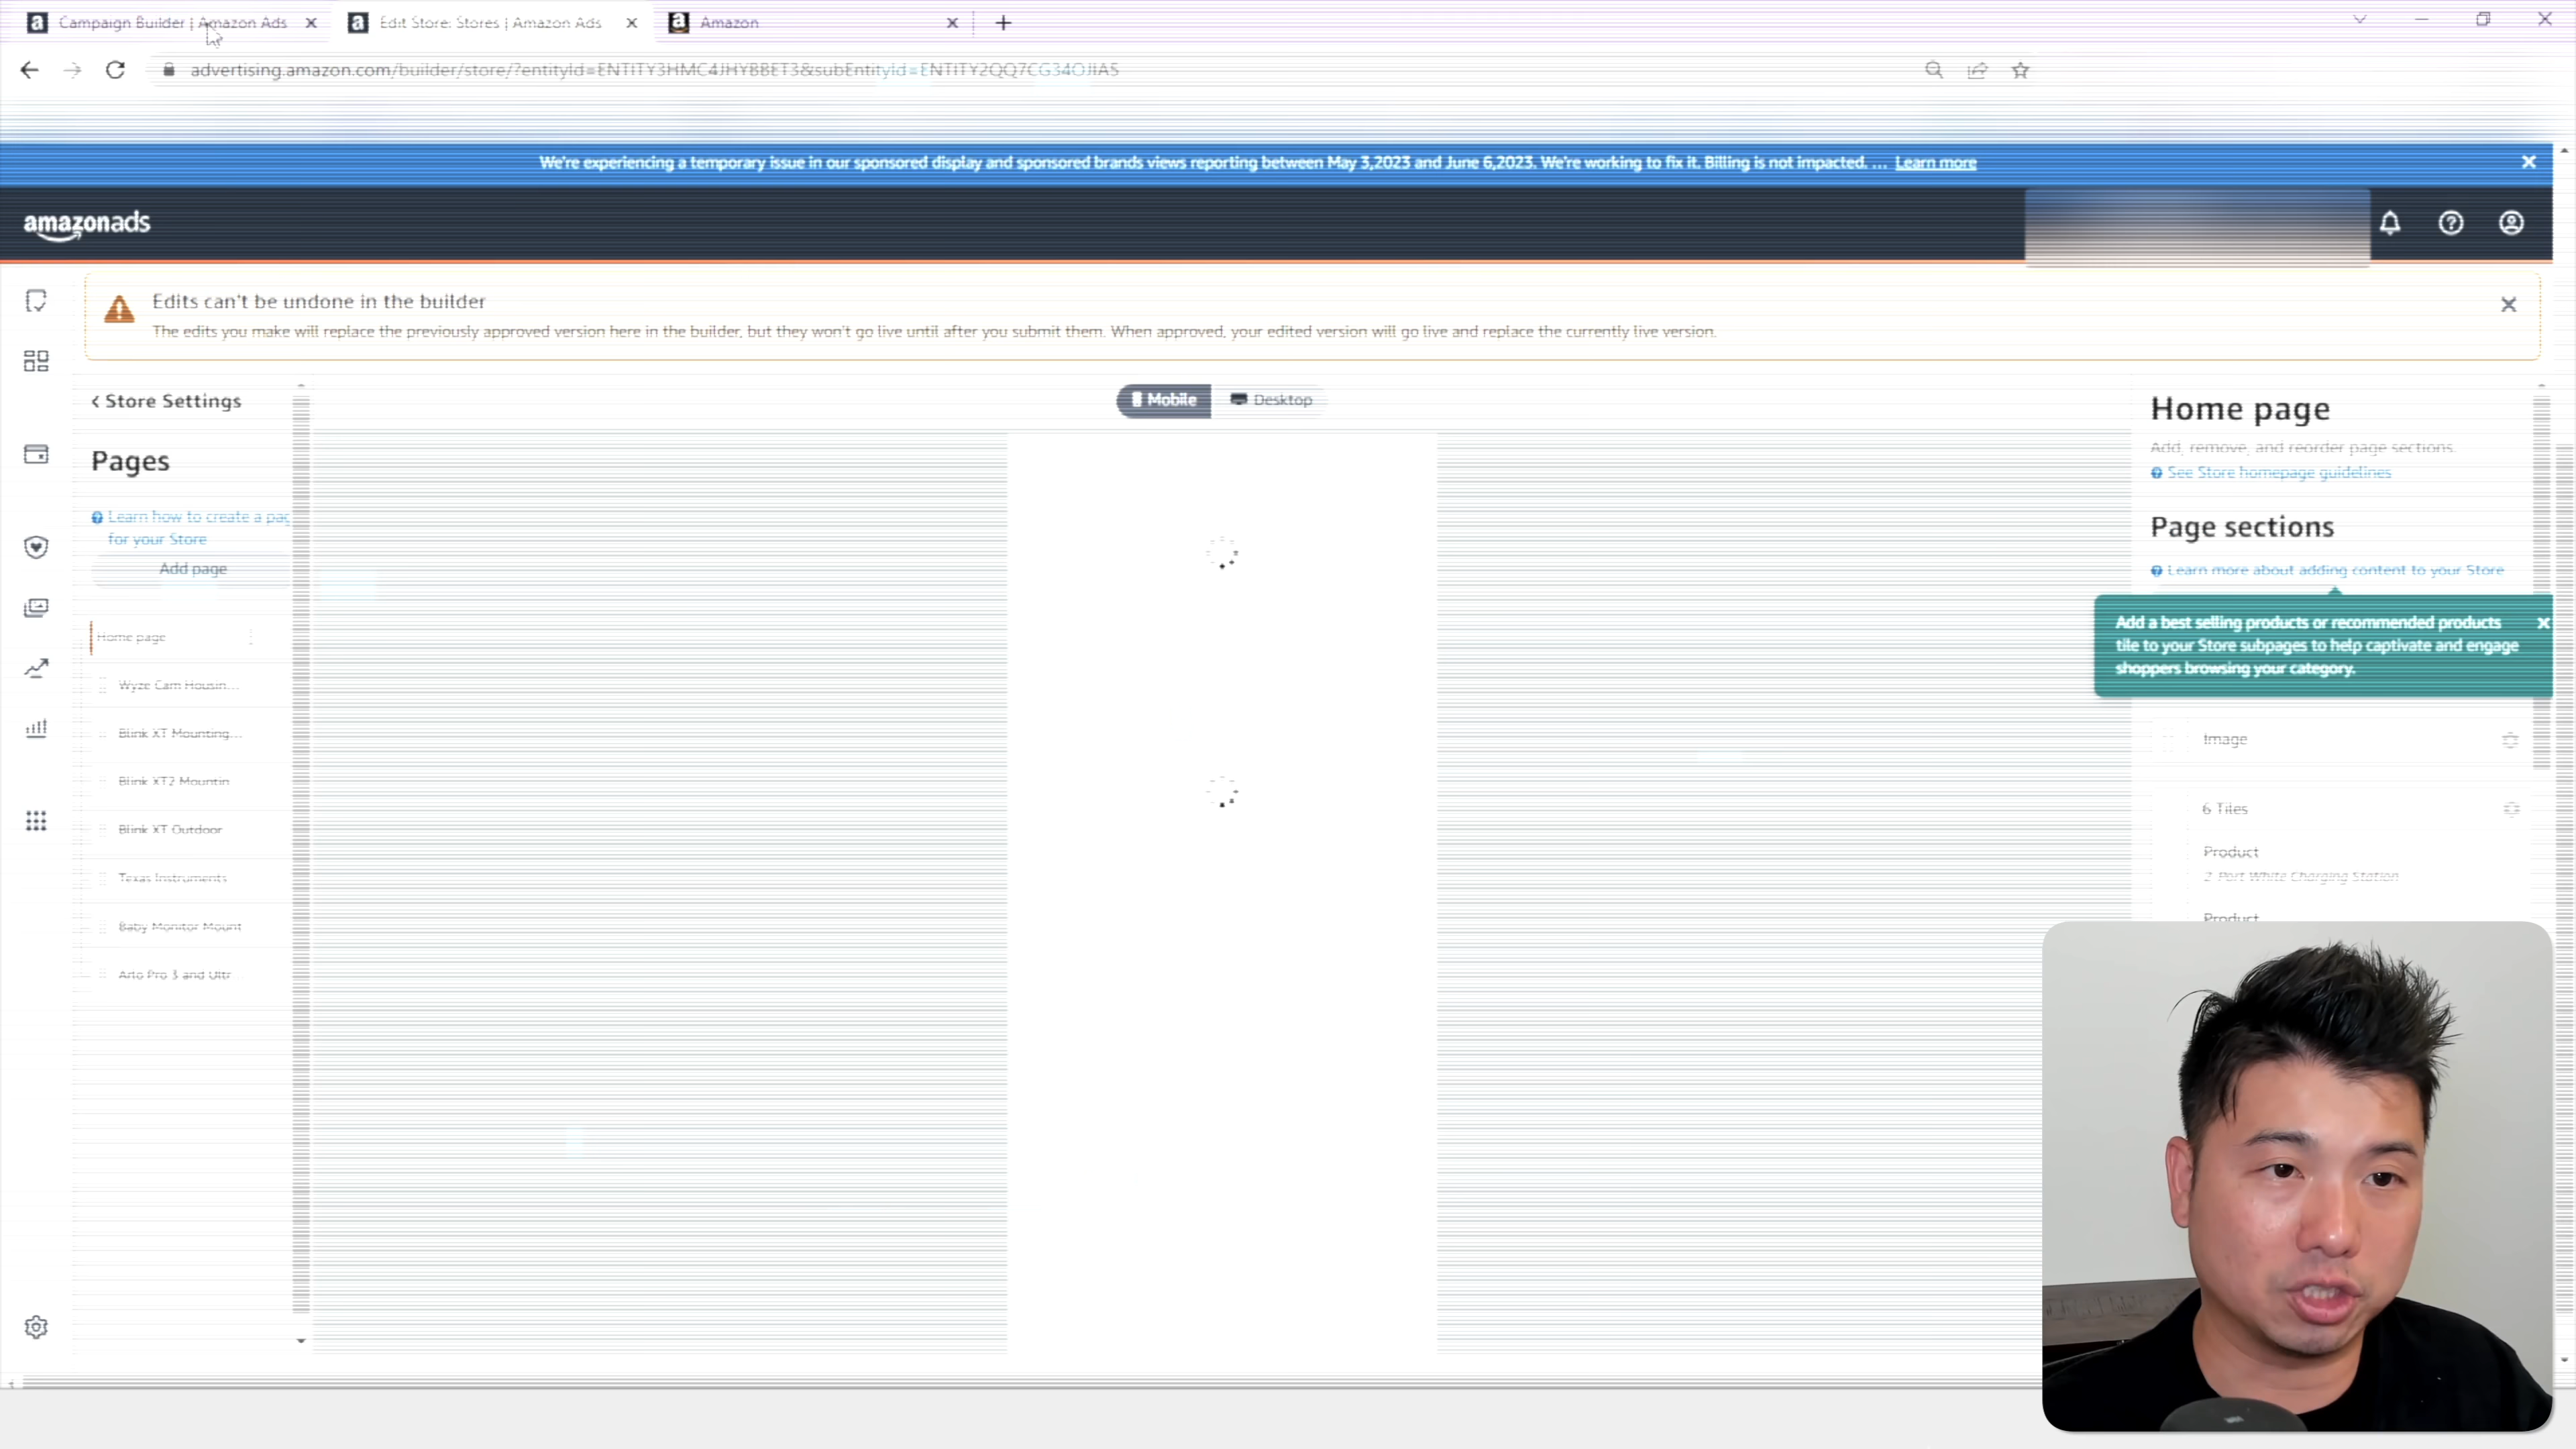 Campaign Builder | Amazon Ads
Edit Store: Stores | Amazon Ads
Amazon
advertising.amazon.com/builder/store/?entityId=ENTITY3HMC4JHYBBET3&subEntityId=ENTITY2QQ7CG34OJIA5
We're experiencing a temporary issue in our sponsored display and sponsored brands views reporting between May 3,2023 and June 6,2023. We're working to fix it. Billing is not impacted. ... Learn more
amazonads
Edits can't be undone in the builder
The edits you make will replace the previously approved version here in the builder, but they won't go live until after you submit them. When approved, your edited version will go live and replace the currently live version.
Store Settings
Mobile
Desktop
Pages
Learn how to create a pag
for your Store
Add page
Home page
Wyze Cam Housin...
Blink XT Mounting...
Blink XT2 Mountin
Blink XT Outdoor
Texas Instruments
Baby Monitor Mount
Arlo Pro 3 and Ultr
Home page
Add, remove, and reorder page sections.
See Store homepage guidelines
Page sections
Learn more about adding content to your Store
Add a best selling products or recommended products
tile to your Store subpages to help captivate and engage
shoppers browsing your category.
Image
6 Tiles
Product
2-Port White Charging Station
Product